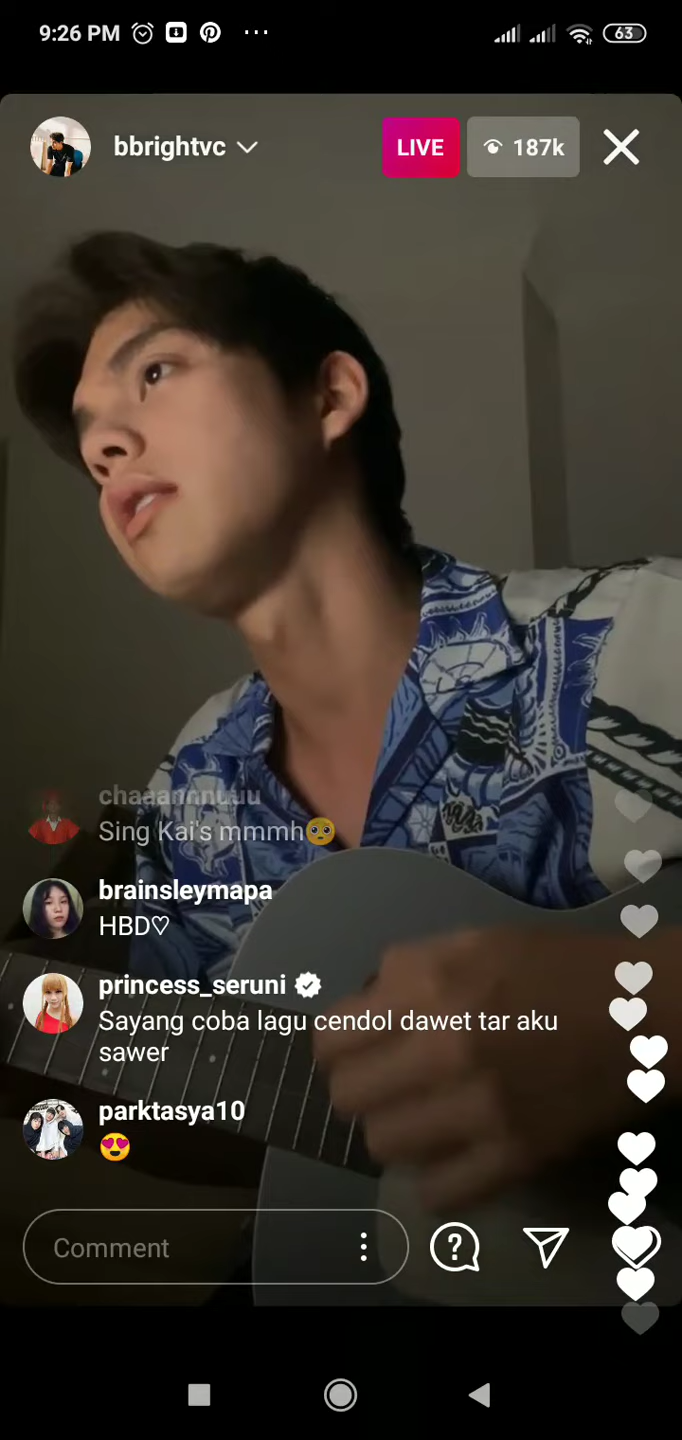 9:26 PM
63
bbrightvc
LIVE
187k
chaaannnuuu
Sing Kai's mmmh🥺
brainsleymapa
HBD♡
princess_seruni
Sayang coba lagu cendol dawet tar aku
sawer
parktasya10
😍
Comment